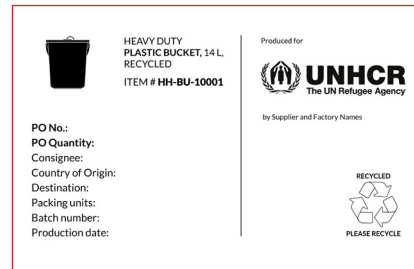 HEAVY DUTY
PLASTIC BUCKET, 14 L,
RECYCLED
ITEM # HH-BU-10001
PO No.:
PO Quantity:
Consignee:
Country of Origin:
Destination:
Packing units:
Batch number:
Production date:
Produced for
UNHCR
The UN Refugee Agency
by Supplier and Factory Names
RECYCLED
PLEASE RECYCLE